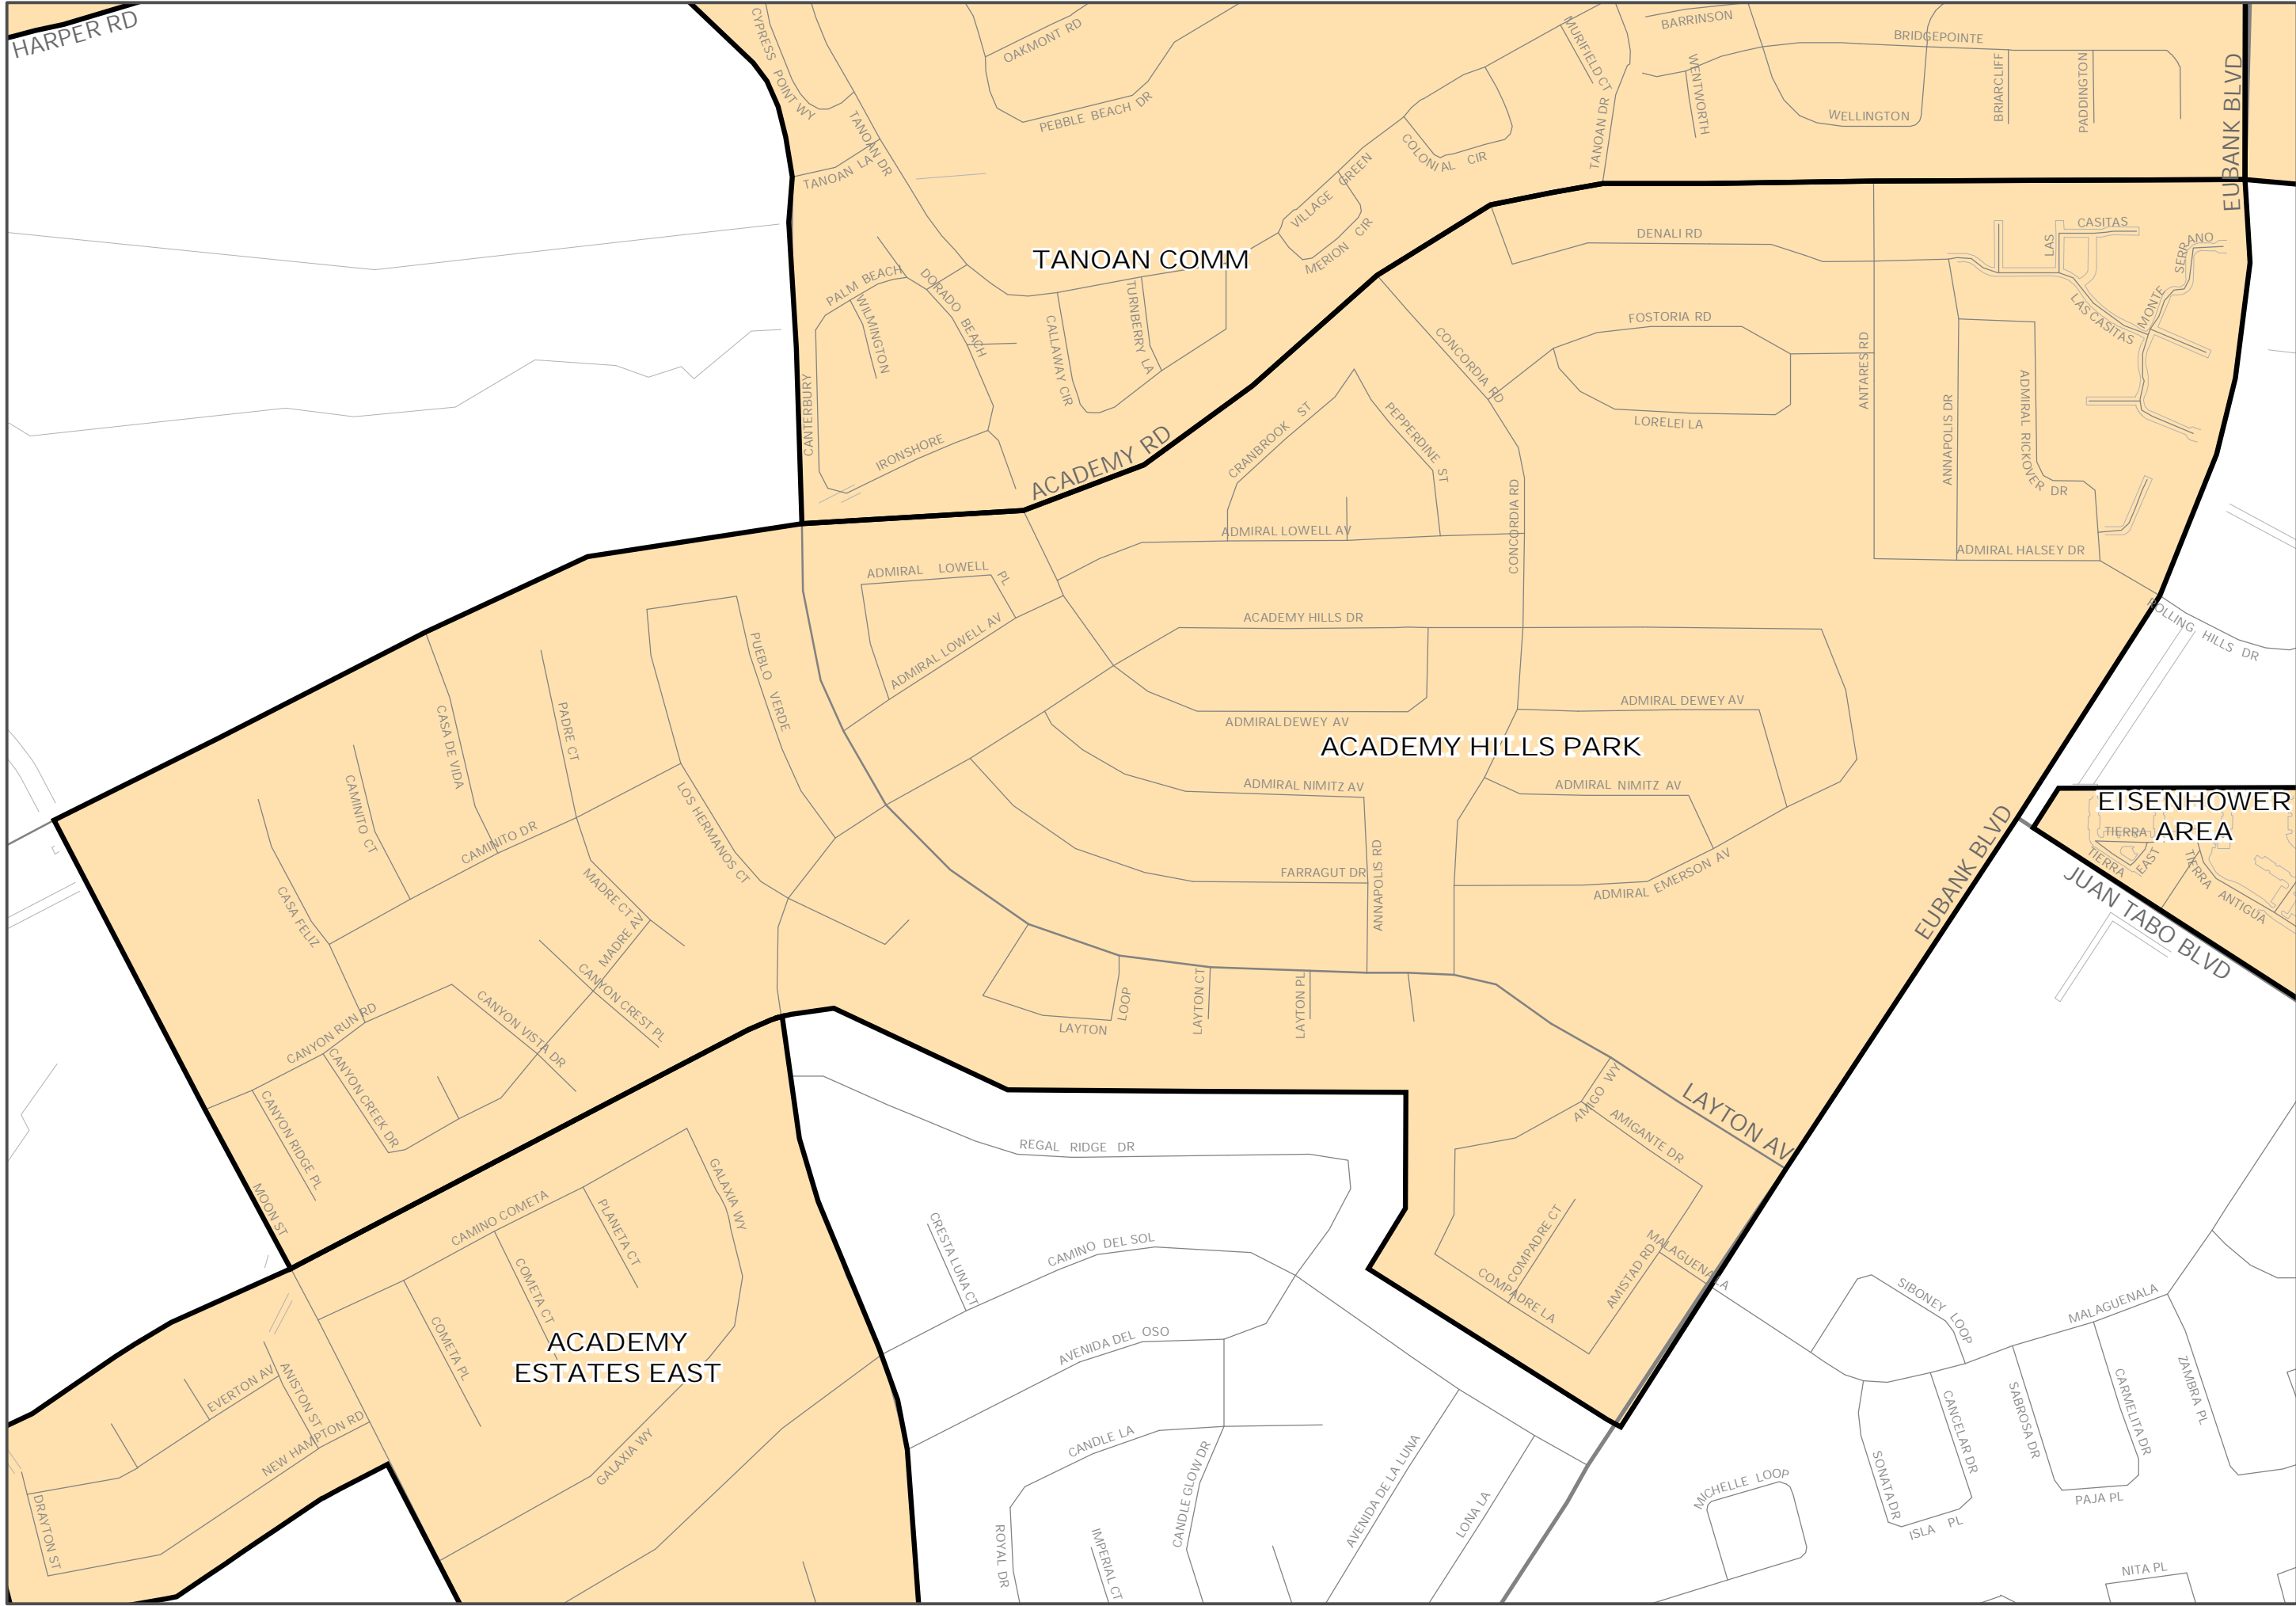 HARPER RD
CYPRESS POINT WY
OAKMONT RD
PEBBLE BEACH DR
TANOAN DR
TANOAN LA
MURIFIELD CT
BARRINSON
BRIDGEPOINTE
WENTWORTH
WELLINGTON
BRIARCLIFF
PADDINGTON
EUBANK BLVD
TANOAN DR
COLONIAL CIR
VILLAGE GREEN
MERION CIR
TANOAN COMM
PALM BEACH
WILMINGTON
DORADO BEACH
CALLAWAY CIR
TURNBERRY LA
CANTERBURY
IRONSHORE
ACADEMY RD
DENALI RD
LAS CASITAS
MONTE SERRANO
LAS CASITAS
FOSTORIA RD
CONCORDIA RD
LORELEI LA
ANTARES RD
ANNAPOLIS DR
ADMIRAL RICKOVER DR
CRANBROOK ST
PEPPERDINE ST
CONCORDIA RD
ADMIRAL LOWELL AV
ADMIRAL HALSEY DR
ADMIRAL LOWELL PL
ADMIRAL LOWELL AV
ACADEMY HILLS DR
ROLLING HILLS DR
PUEBLO VERDE
CASA DE VIDA
PADRE CT
ADMIRAL DEWEY AV
ADMIRALDEWEY AV
ACADEMY HILLS PARK
CAMINITO CT
CAMINITO DR
LOS HERMANOS CT
ADMIRAL NIMITZ AV
ADMIRAL NIMITZ AV
EISENHOWER
AREA
TIERRA
TIERRA EAST
TIERRA ANTIGUA
EUBANK BLVD
JUAN TABO BLVD
CASA FELIZ
MADRE CT
MADRE AV
FARRAGUT DR
ANNAPOLIS RD
ADMIRAL EMERSON AV
CANYON CREST PL
CANYON VISTA DR
CANYON RUN RD
CANYON CREEK DR
CANYON RIDGE PL
MOON ST
LAYTON LOOP
LAYTON CT
LAYTON PL
LAYTON AV
AMIGO WY
AMIGANTE DR
REGAL RIDGE DR
GALAXIA WY
CAMINO COMETA
PLANETA CT
COMETA CT
COMETA PL
CRESTA LUNA CT
CAMINO DEL SOL
COMPADRE CT
COMPADRE LA
AMISTAD RD
MALAGUENA LA
SIBONEY LOOP
MALAGUENALA
ACADEMY
ESTATES EAST
AVENIDA DEL OSO
EVERTON AV
ANISTON ST
NEW HAMPTON RD
DRAYTON ST
GALAXIA WY
CANDLE LA
CANDLE GLOW DR
AVENIDA DE LA LUNA
LONA LA
ROYAL DR
IMPERIAL CT
MICHELLE LOOP
SONATA DR
CANCELAR DR
SABROSA DR
CARMELITA DR
ZAMBRA PL
PAJA PL
ISLA PL
NITA PL